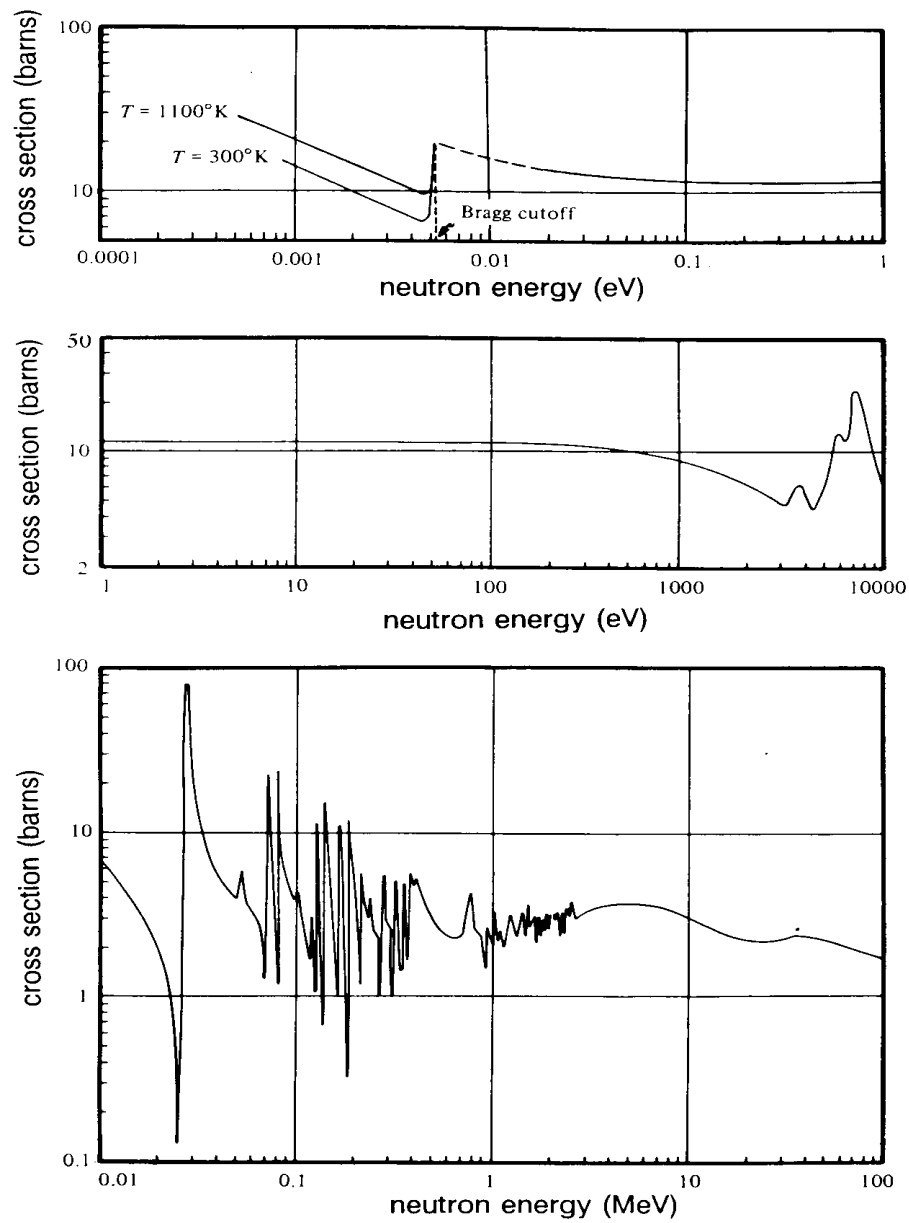 100
cross section (barns)
T = 1100°K
T = 300°K
10
Bragg cutoff
0.0001
0.001
0.01
0.1
1
neutron energy (eV)
50
cross section (barns)
10
2
1
10
100
1000
10000
neutron energy (eV)
100
cross section (barns)
10
1
0.1
0.01
0.1
1
10
100
neutron energy (MeV)